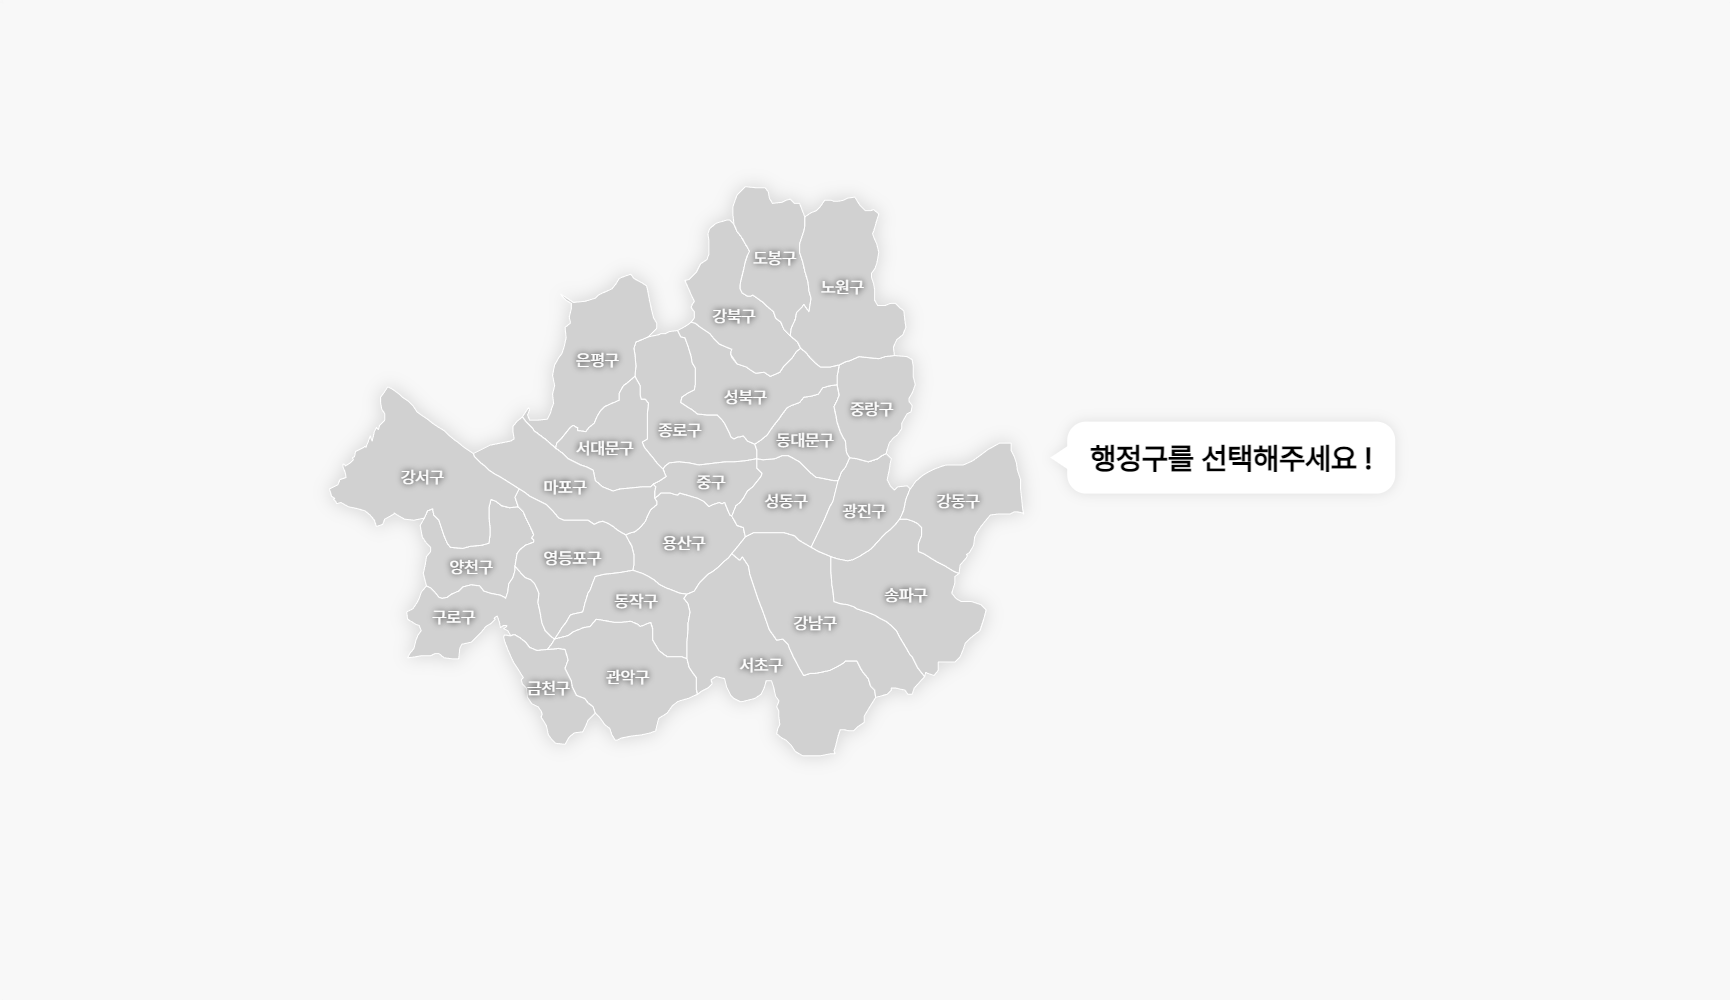 도봉구
노원구
강북구
은평구
성북구
중랑구
종로구
동대문구
서대문구
행정구를 선택해주세요 !
강서구
중구
마포구
성동구
강동구
광진구
용산구
영등포구
양천구
송파구
동작구
구로구
강남구
서초구
관악구
금천구